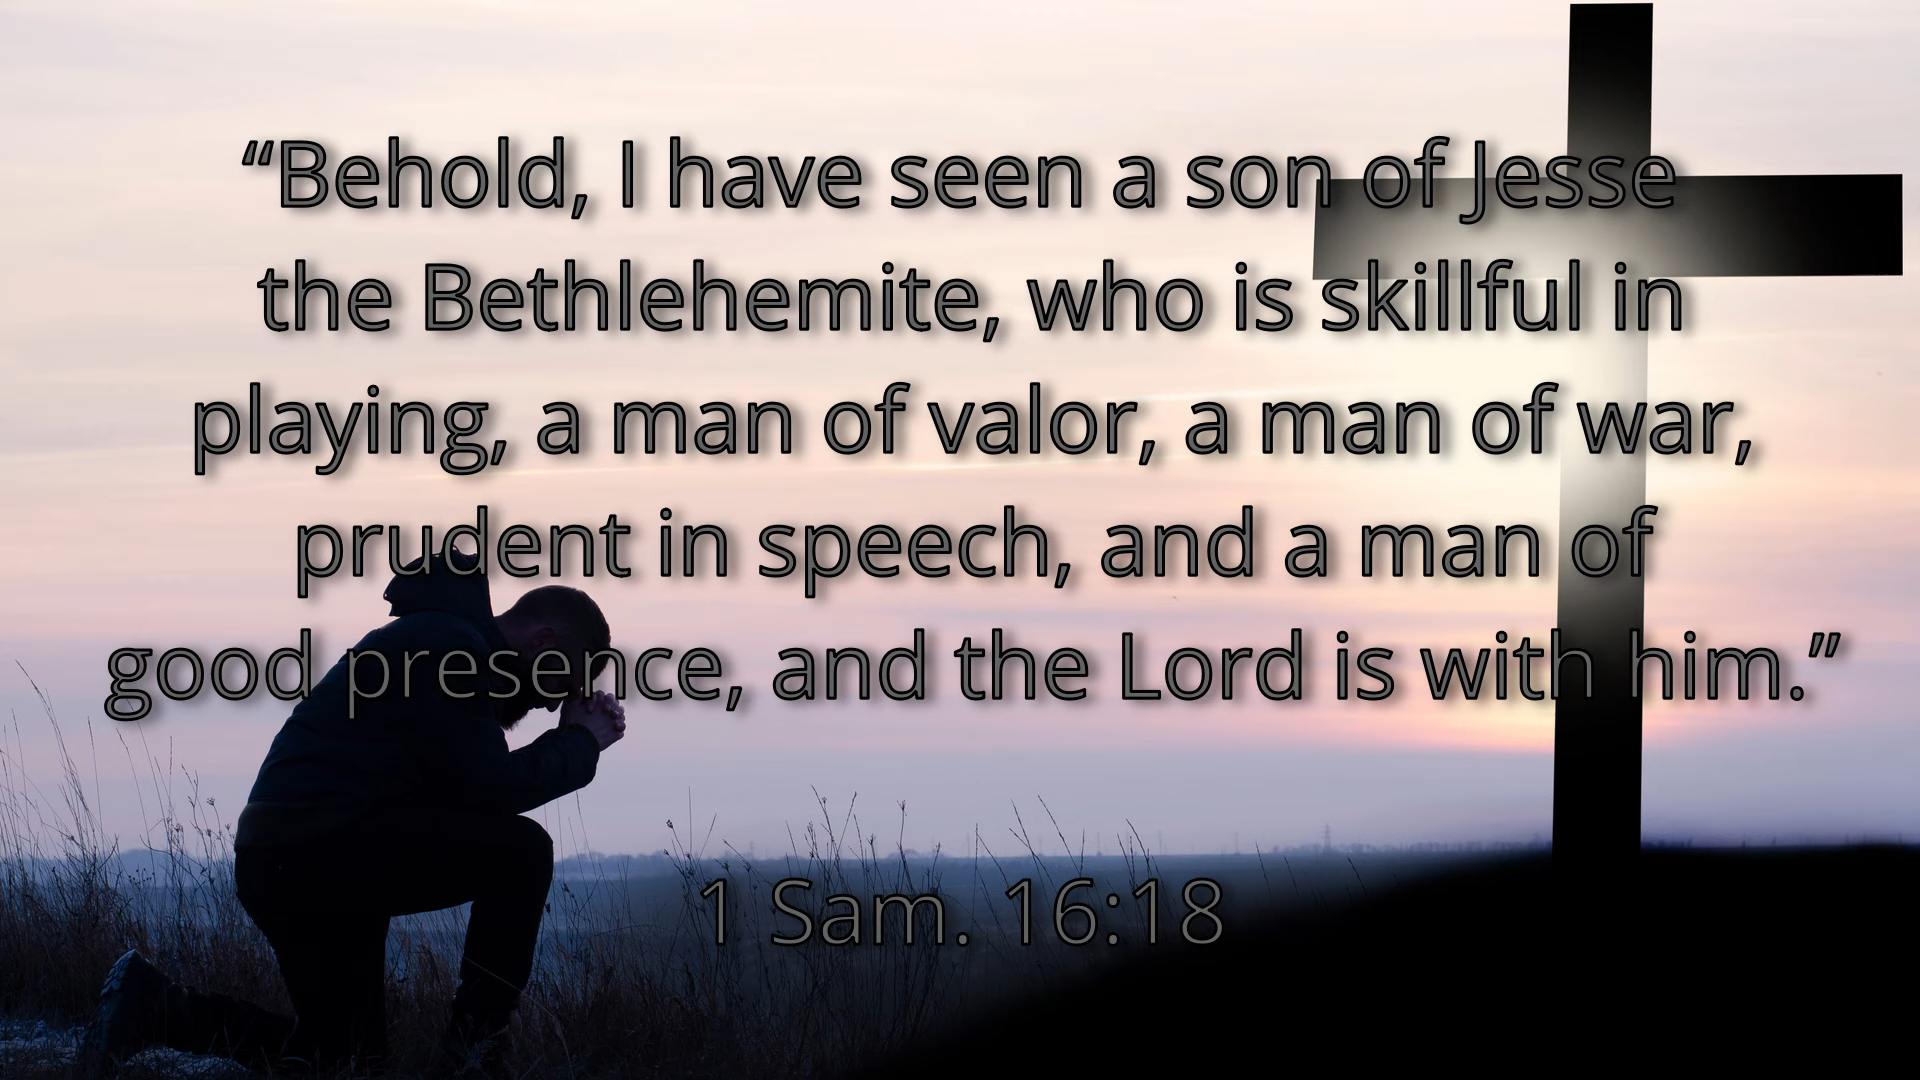 “Behold, I have seen a son of Jesse
the Bethlehemite, who is skillful in
playing, a man of valor, a man of war,
prudent in speech, and a man of
good presence, and the Lord is with him.”
1 Sam. 16:18